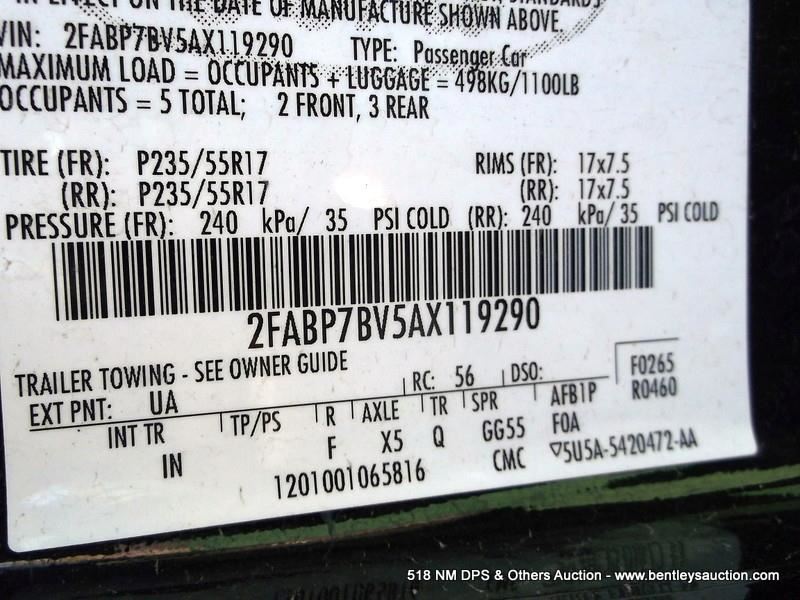 IN EFFECT ON THE DATE OF MANUFACTURE SHOWN ABOVE.
VIN: 2FABP7BV5AX119290 TYPE: Passenger Car
MAXIMUM LOAD = OCCUPANTS + LUGGAGE = 498KG/1100LB
OCCUPANTS = 5 TOTAL; 2 FRONT, 3 REAR
TIRE (FR): P235/55R17 RIMS (FR): 17x7.5
(RR): P235/55R17 (RR): 17x7.5
PRESSURE (FR): 240 kPa/ 35 PSI COLD (RR): 240 kPa/ 35 PSI COLD
2FABP7BV5AX119290
TRAILER TOWING - SEE OWNER GUIDE
EXT PNT: UA RC: 56 DSO: F0265
R0460
INT TR TP/PS R AXLE TR SPR AFB1P
IN F X5 Q GG55 FOA
1201001065816 CMC ▽5U5A-5420472-AA
518 NM DPS & Others Auction - www.bentleysauction.com